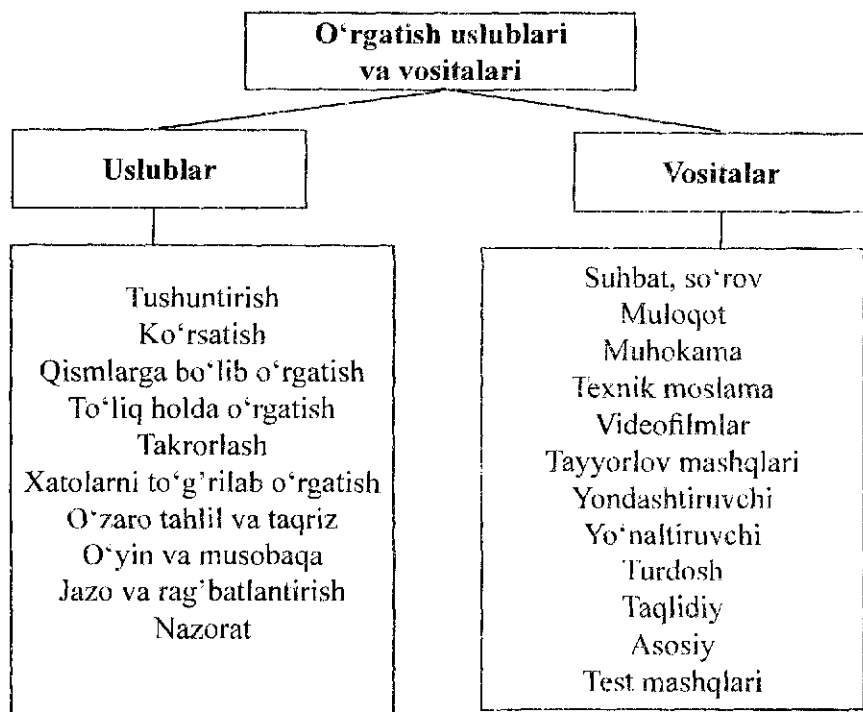 O‘rgatish uslublari
va vositalari
Uslublar
Vositalar
Tushuntirish
Ko‘rsatish
Qismlarga bo‘lib o‘rgatish
To‘liq holda o‘rgatish
Takrorlash
Xatolarni to‘g’rilab o‘rgatish
O‘zaro tahlil va taqriz
O‘yin va musobaqa
Jazo va rag’batlantirish
Nazorat
Suhbat, so‘rov
Muloqot
Muhokama
Texnik moslama
Videofilmlar
Tayyorlov mashqlari
Yondashtiruvchi
Yo‘naltiruvchi
Turdosh
Taqlidiy
Asosiy
Test mashqlari